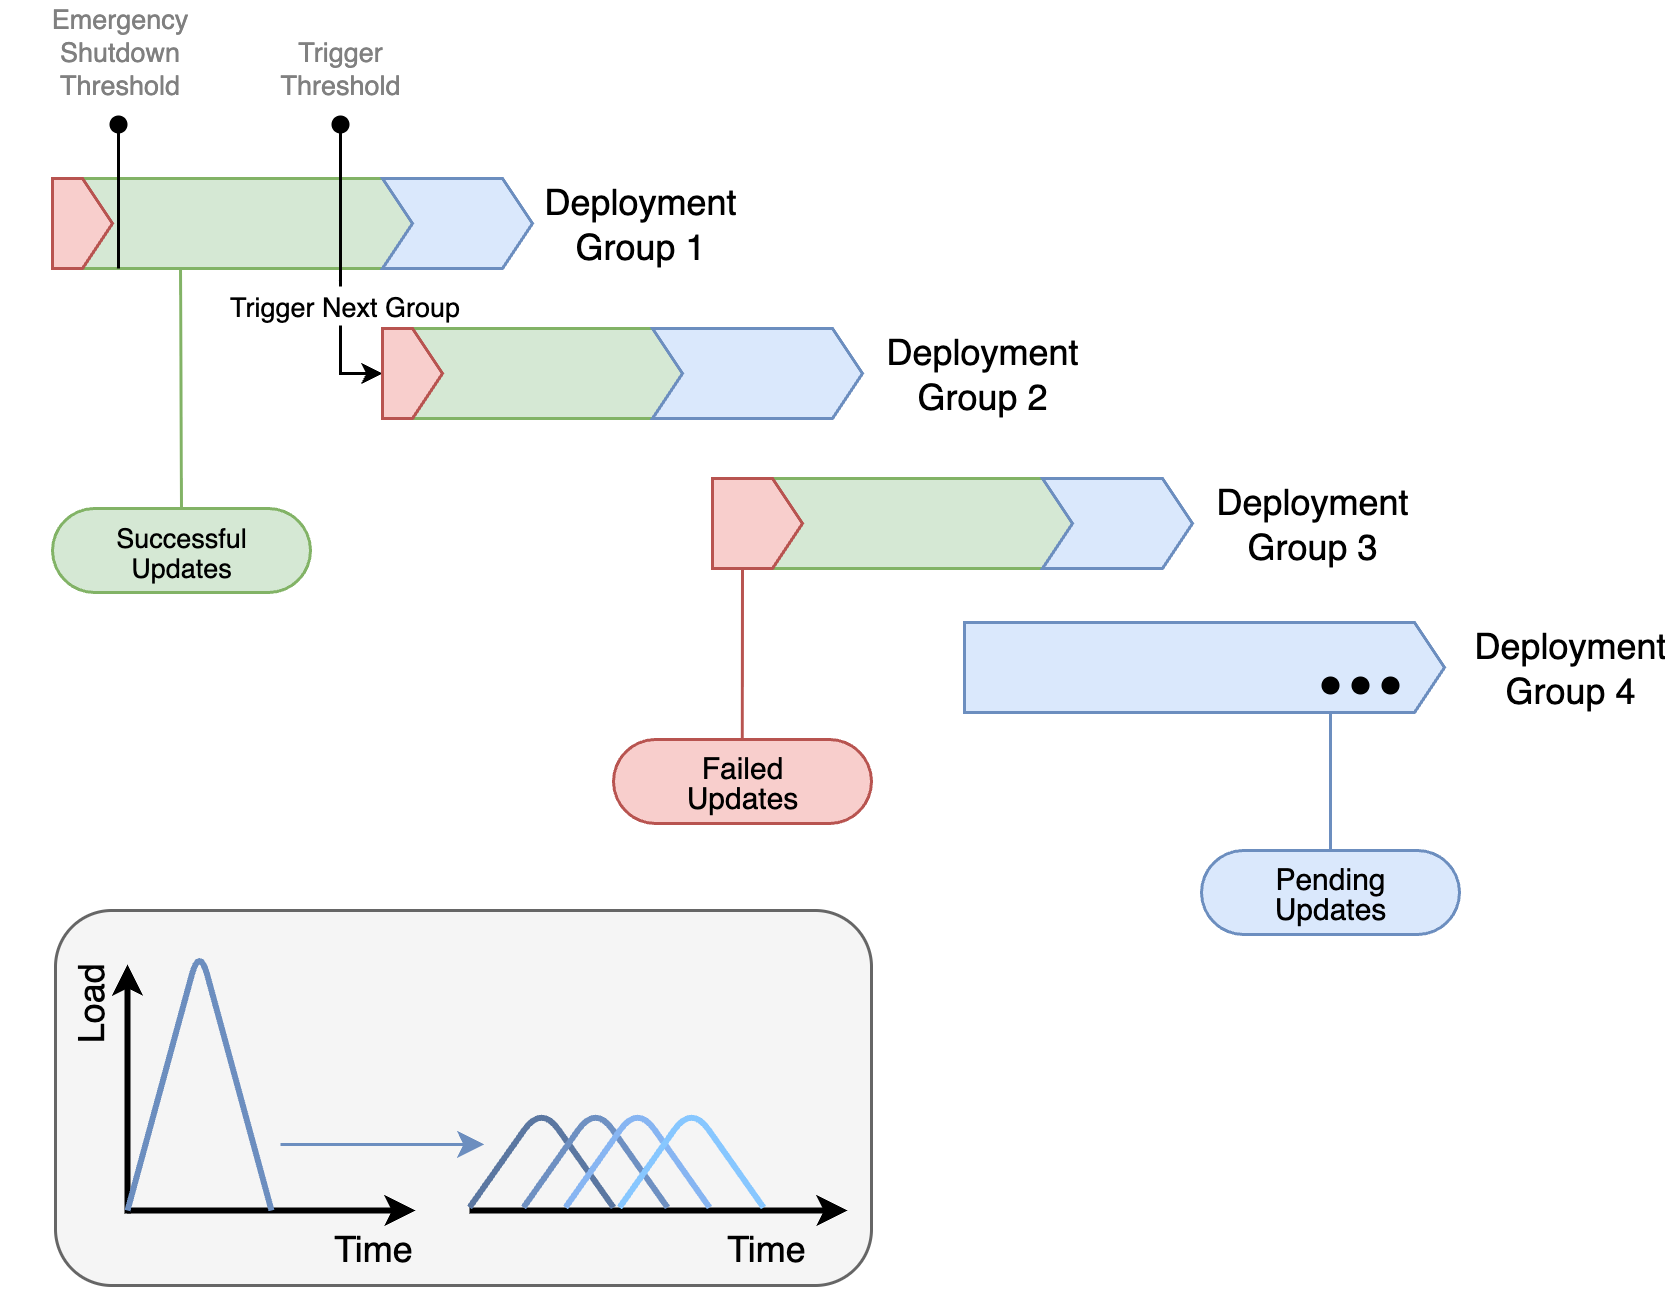 Emergency
Shutdown
Threshold
Trigger
Threshold
Deployment
Group 1
Trigger Next Group
Deployment
Group 2
Deployment
Group 3
Successful
Updates
Deployment
Group 4
Failed
Updates
Pending
Updates
Load
Time
Time